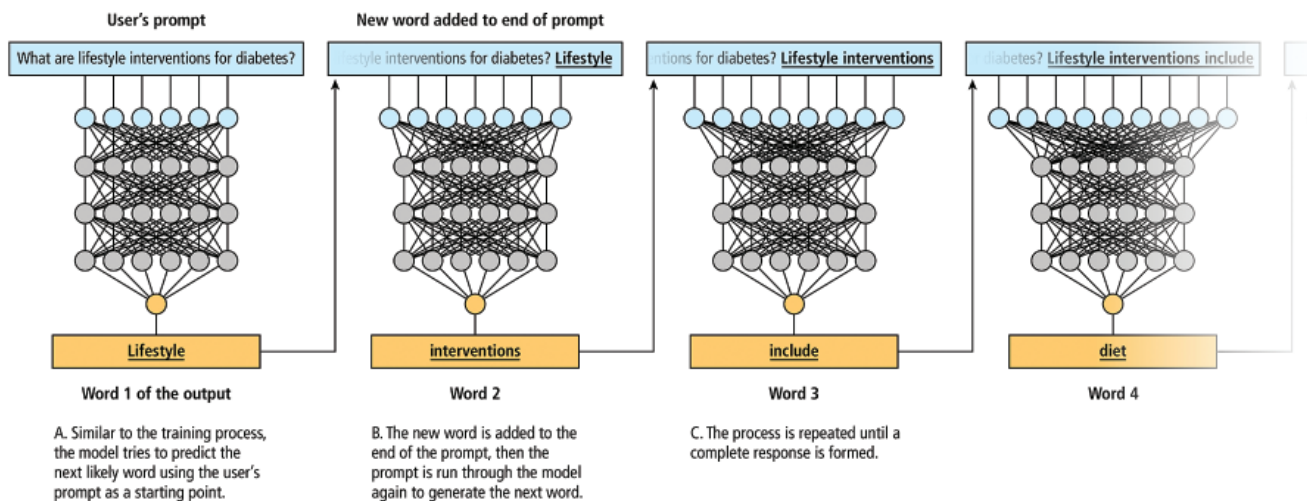 User's prompt
New word added to end of prompt
What are lifestyle interventions for diabetes?
lifestyle interventions for diabetes? Lifestyle
interventions for diabetes? Lifestyle interventions
diabetes? Lifestyle interventions include
Lifestyle
interventions
include
diet
Word 1 of the output
Word 2
Word 3
Word 4
A. Similar to the training process,
the model tries to predict the
next likely word using the user's
prompt as a starting point.
B. The new word is added to the
end of the prompt, then the
prompt is run through the model
again to generate the next word.
C. The process is repeated until a
complete response is formed.